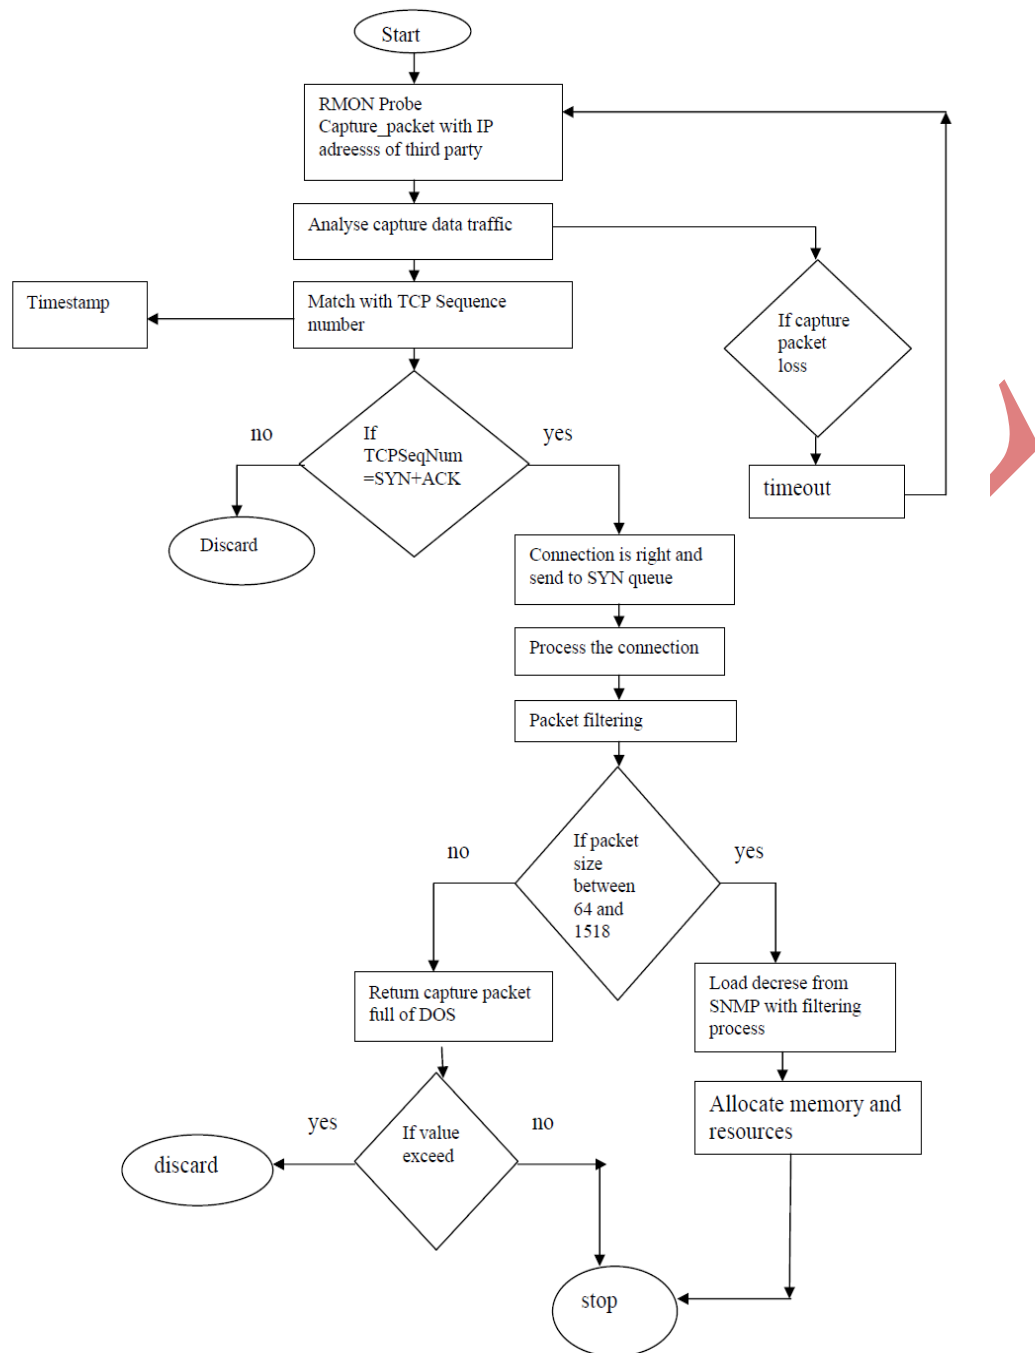 Start
RMON Probe
Capture_packet with IP
adreesss of third party
Analyse capture data traffic
Timestamp
Match with TCP Sequence
number
If capture
packet
loss
no
If
TCPSeqNum
=SYN+ACK
yes
timeout
Discard
Connection is right and
send to SYN queue
Process the connection
Packet filtering
no
If packet
size
between
64 and
1518
yes
Return capture packet
full of DOS
Load decrese from
SNMP with filtering
process
Allocate memory and
resources
yes
If value
exceed
no
discard
stop